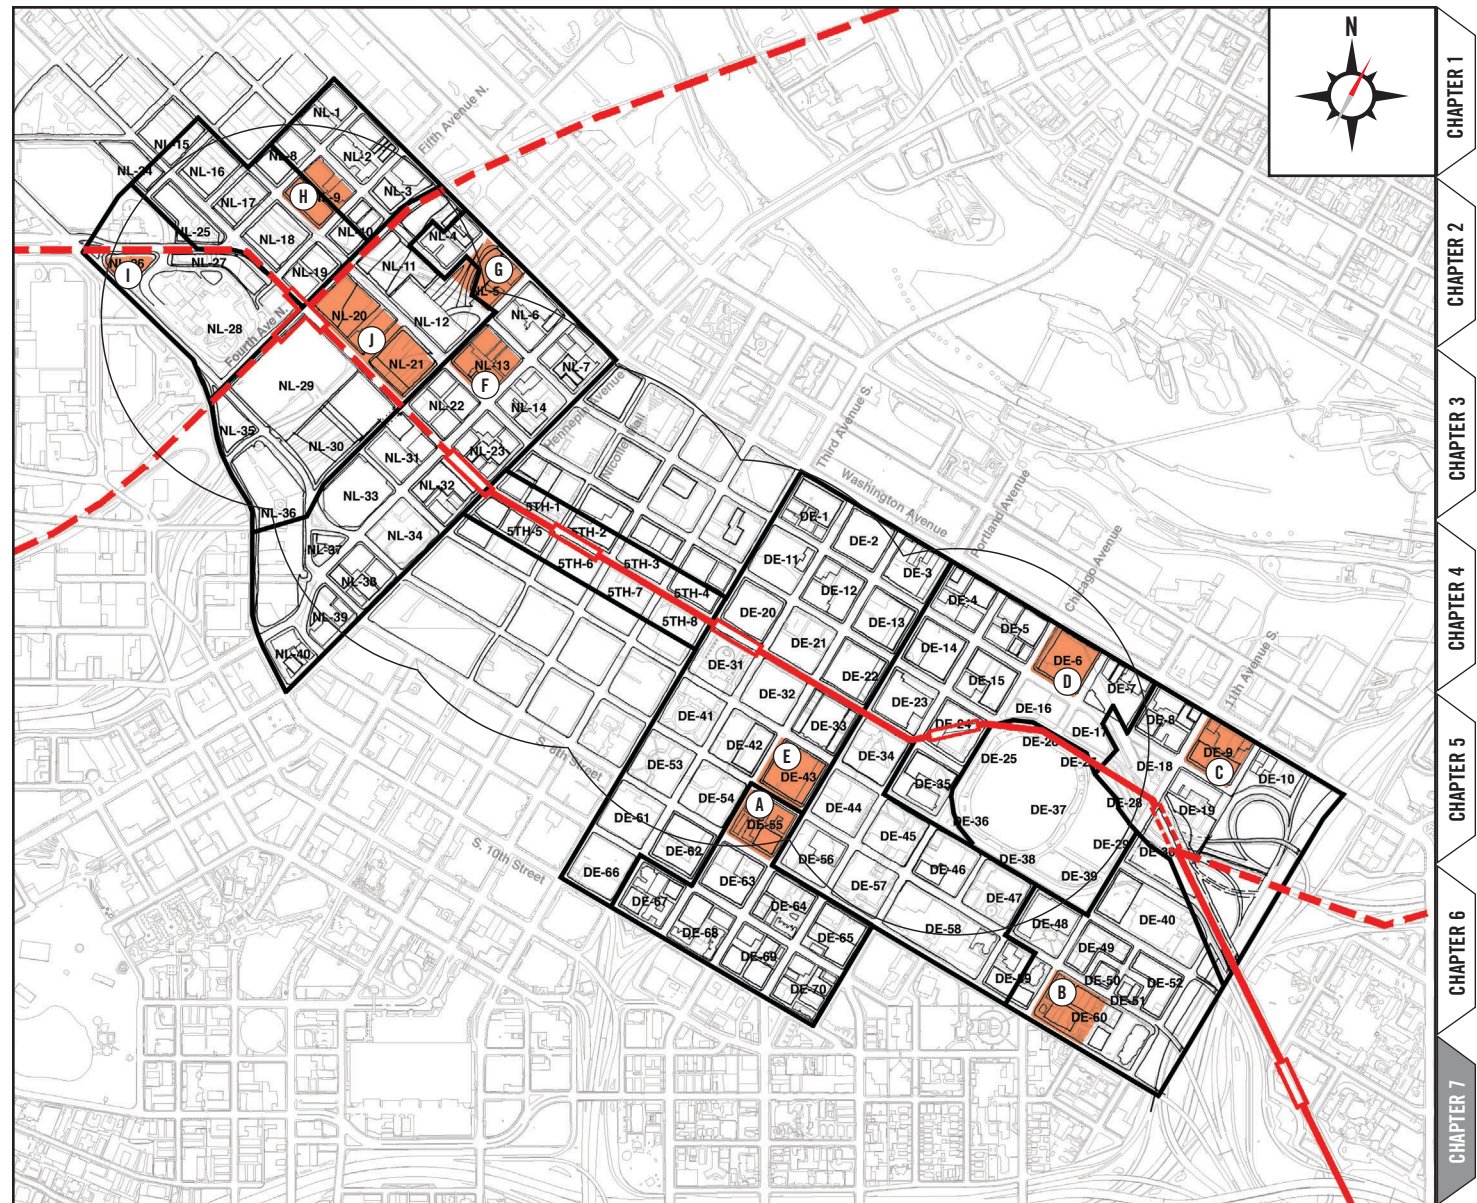 N
CHAPTER 1
CHAPTER 2
CHAPTER 3
CHAPTER 4
CHAPTER 5
CHAPTER 6
CHAPTER 7
Fifth Avenue N.
Fourth Ave N.
Hennepin Avenue
Nicollet Mall
Third Avenue S.
Washington Avenue
Portland Avenue
Chicago Avenue
11th Avenue S.
S. 8th Street
S. 10th Street
NL-1
NL-2
NL-3
NL-4
NL-5
NL-6
NL-7
NL-8
NL-9
NL-10
NL-11
NL-12
NL-13
NL-14
NL-15
NL-16
NL-17
NL-18
NL-19
NL-20
NL-21
NL-22
NL-23
NL-24
NL-25
NL-26
NL-27
NL-28
NL-29
NL-30
NL-31
NL-32
NL-33
NL-34
NL-35
NL-36
NL-37
NL-38
NL-39
NL-40
H
I
G
J
F
5TH-1
5TH-2
5TH-3
5TH-4
5TH-5
5TH-6
5TH-7
5TH-8
DE-1
DE-2
DE-3
DE-4
DE-5
DE-6
DE-7
DE-8
DE-9
DE-10
DE-11
DE-12
DE-13
DE-14
DE-15
DE-16
DE-17
DE-18
DE-19
DE-20
DE-21
DE-22
DE-23
DE-24
DE-25
DE-26
DE-27
DE-28
DE-29
DE-30
DE-31
DE-32
DE-33
DE-34
DE-35
DE-36
DE-37
DE-38
DE-39
DE-40
DE-41
DE-42
DE-43
DE-44
DE-45
DE-46
DE-47
DE-48
DE-49
DE-50
DE-51
DE-52
DE-53
DE-54
DE-55
DE-56
DE-57
DE-58
DE-59
DE-60
DE-61
DE-62
DE-63
DE-64
DE-65
DE-66
DE-67
DE-68
DE-69
DE-70
D
C
E
A
B